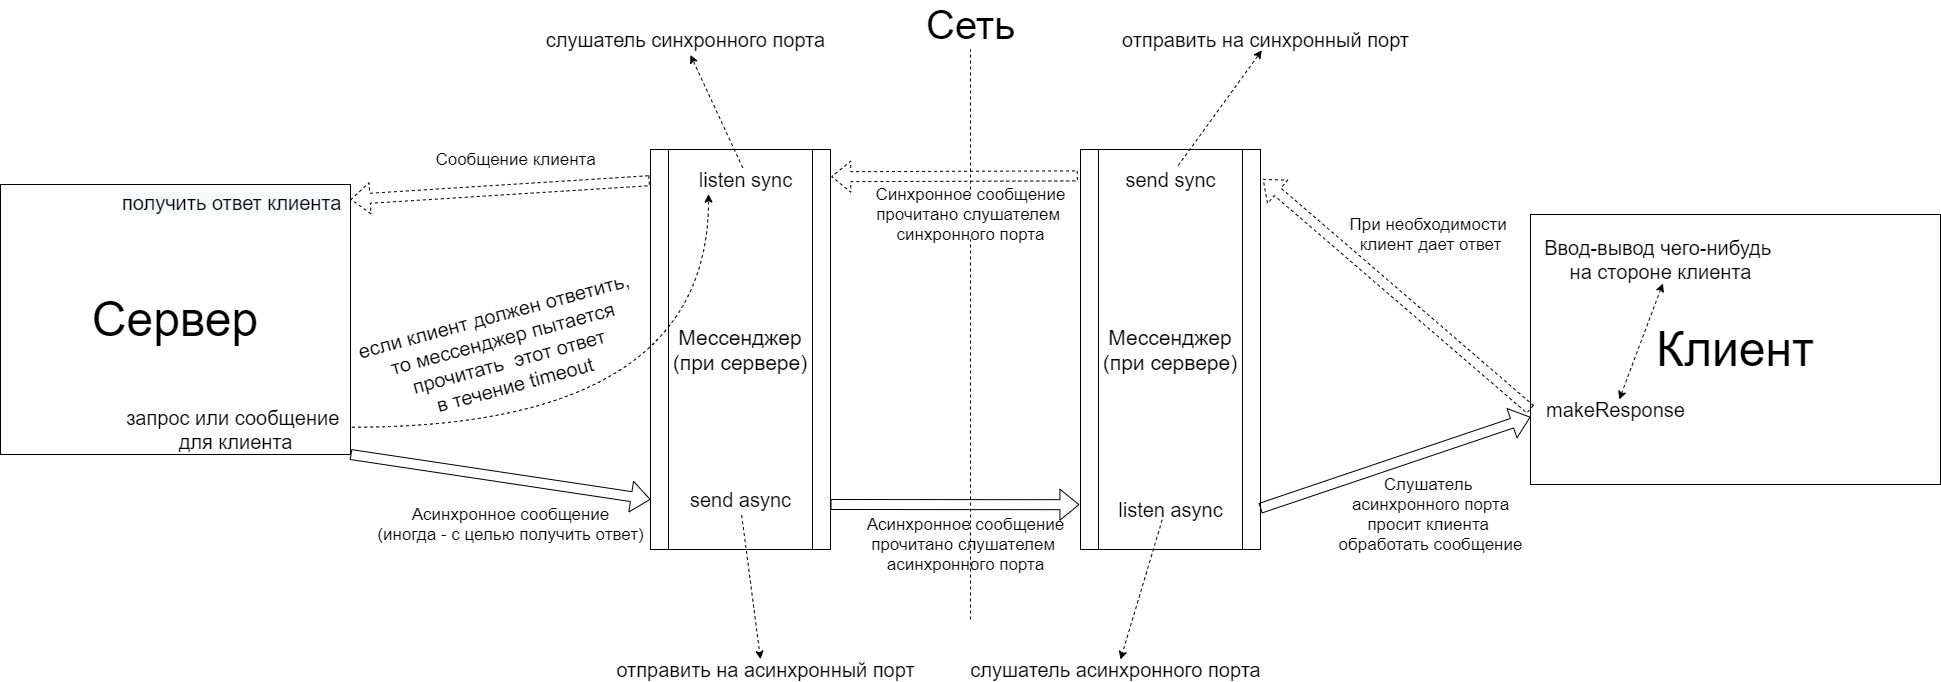 Сеть
слушатель синхронного порта
отправить на синхронный порт
Сообщение клиента
получить ответ клиента
listen sync
Синхронное сообщение
прочитано слушателем
синхронного порта
send sync
При необходимости
клиент дает ответ
Ввод-вывод чего-нибудь
на стороне клиента
Сервер
если клиент должен ответить,
то мессенджер пытается
прочитать этот ответ
в течение timeout
Мессенджер
(при сервере)
Мессенджер
(при сервере)
Клиент
makeResponse
запрос или сообщение
для клиента
Асинхронное сообщение
(иногда - с целью получить ответ)
send async
Асинхронное сообщение
прочитано слушателем
асинхронного порта
listen async
Слушатель
асинхронного порта
просит клиента
обработать сообщение
отправить на асинхронный порт
слушатель асинхронного порта